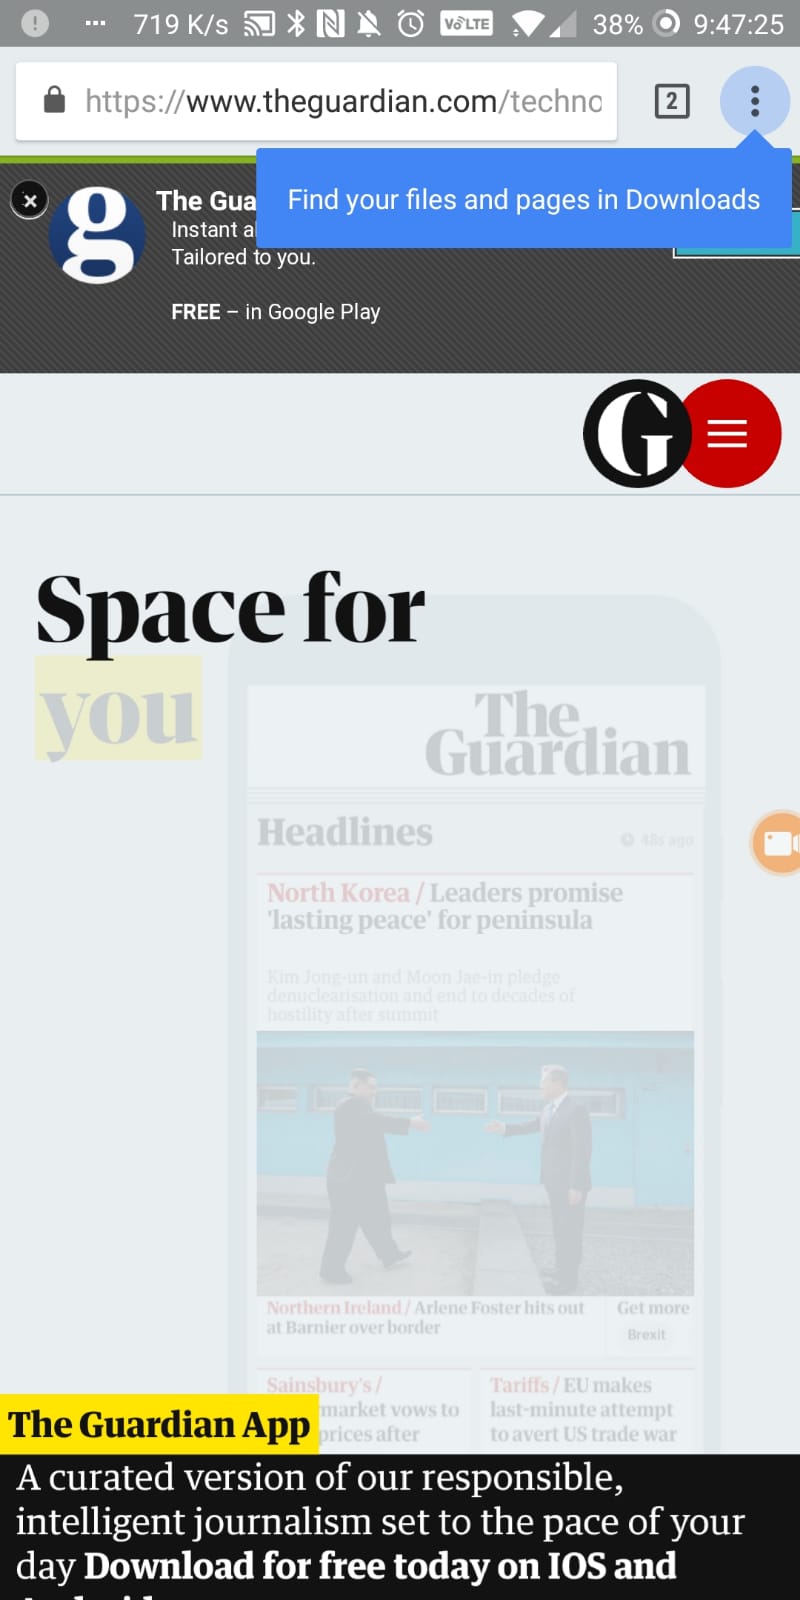 719 K/s VoLTE 38% 9:47:25
https://www.theguardian.com/techno
2
Find your files and pages in Downloads
The Gua
Instant al
Tailored to you.
FREE – in Google Play
G
Space for
you
The
Guardian
Headlines
48s ago
North Korea / Leaders promise
'lasting peace' for peninsula
Kim Jong-un and Moon Jae-in pledge
denuclearisation and end to decades of
hostility after summit
Northern Ireland / Arlene Foster hits out
at Barnier over border
Get more
Brexit
Sainsbury's /
market vows to
prices after
Tariffs / EU makes
last-minute attempt
to avert US trade war
The Guardian App
A curated version of our responsible,
intelligent journalism set to the pace of your
day Download for free today on IOS and